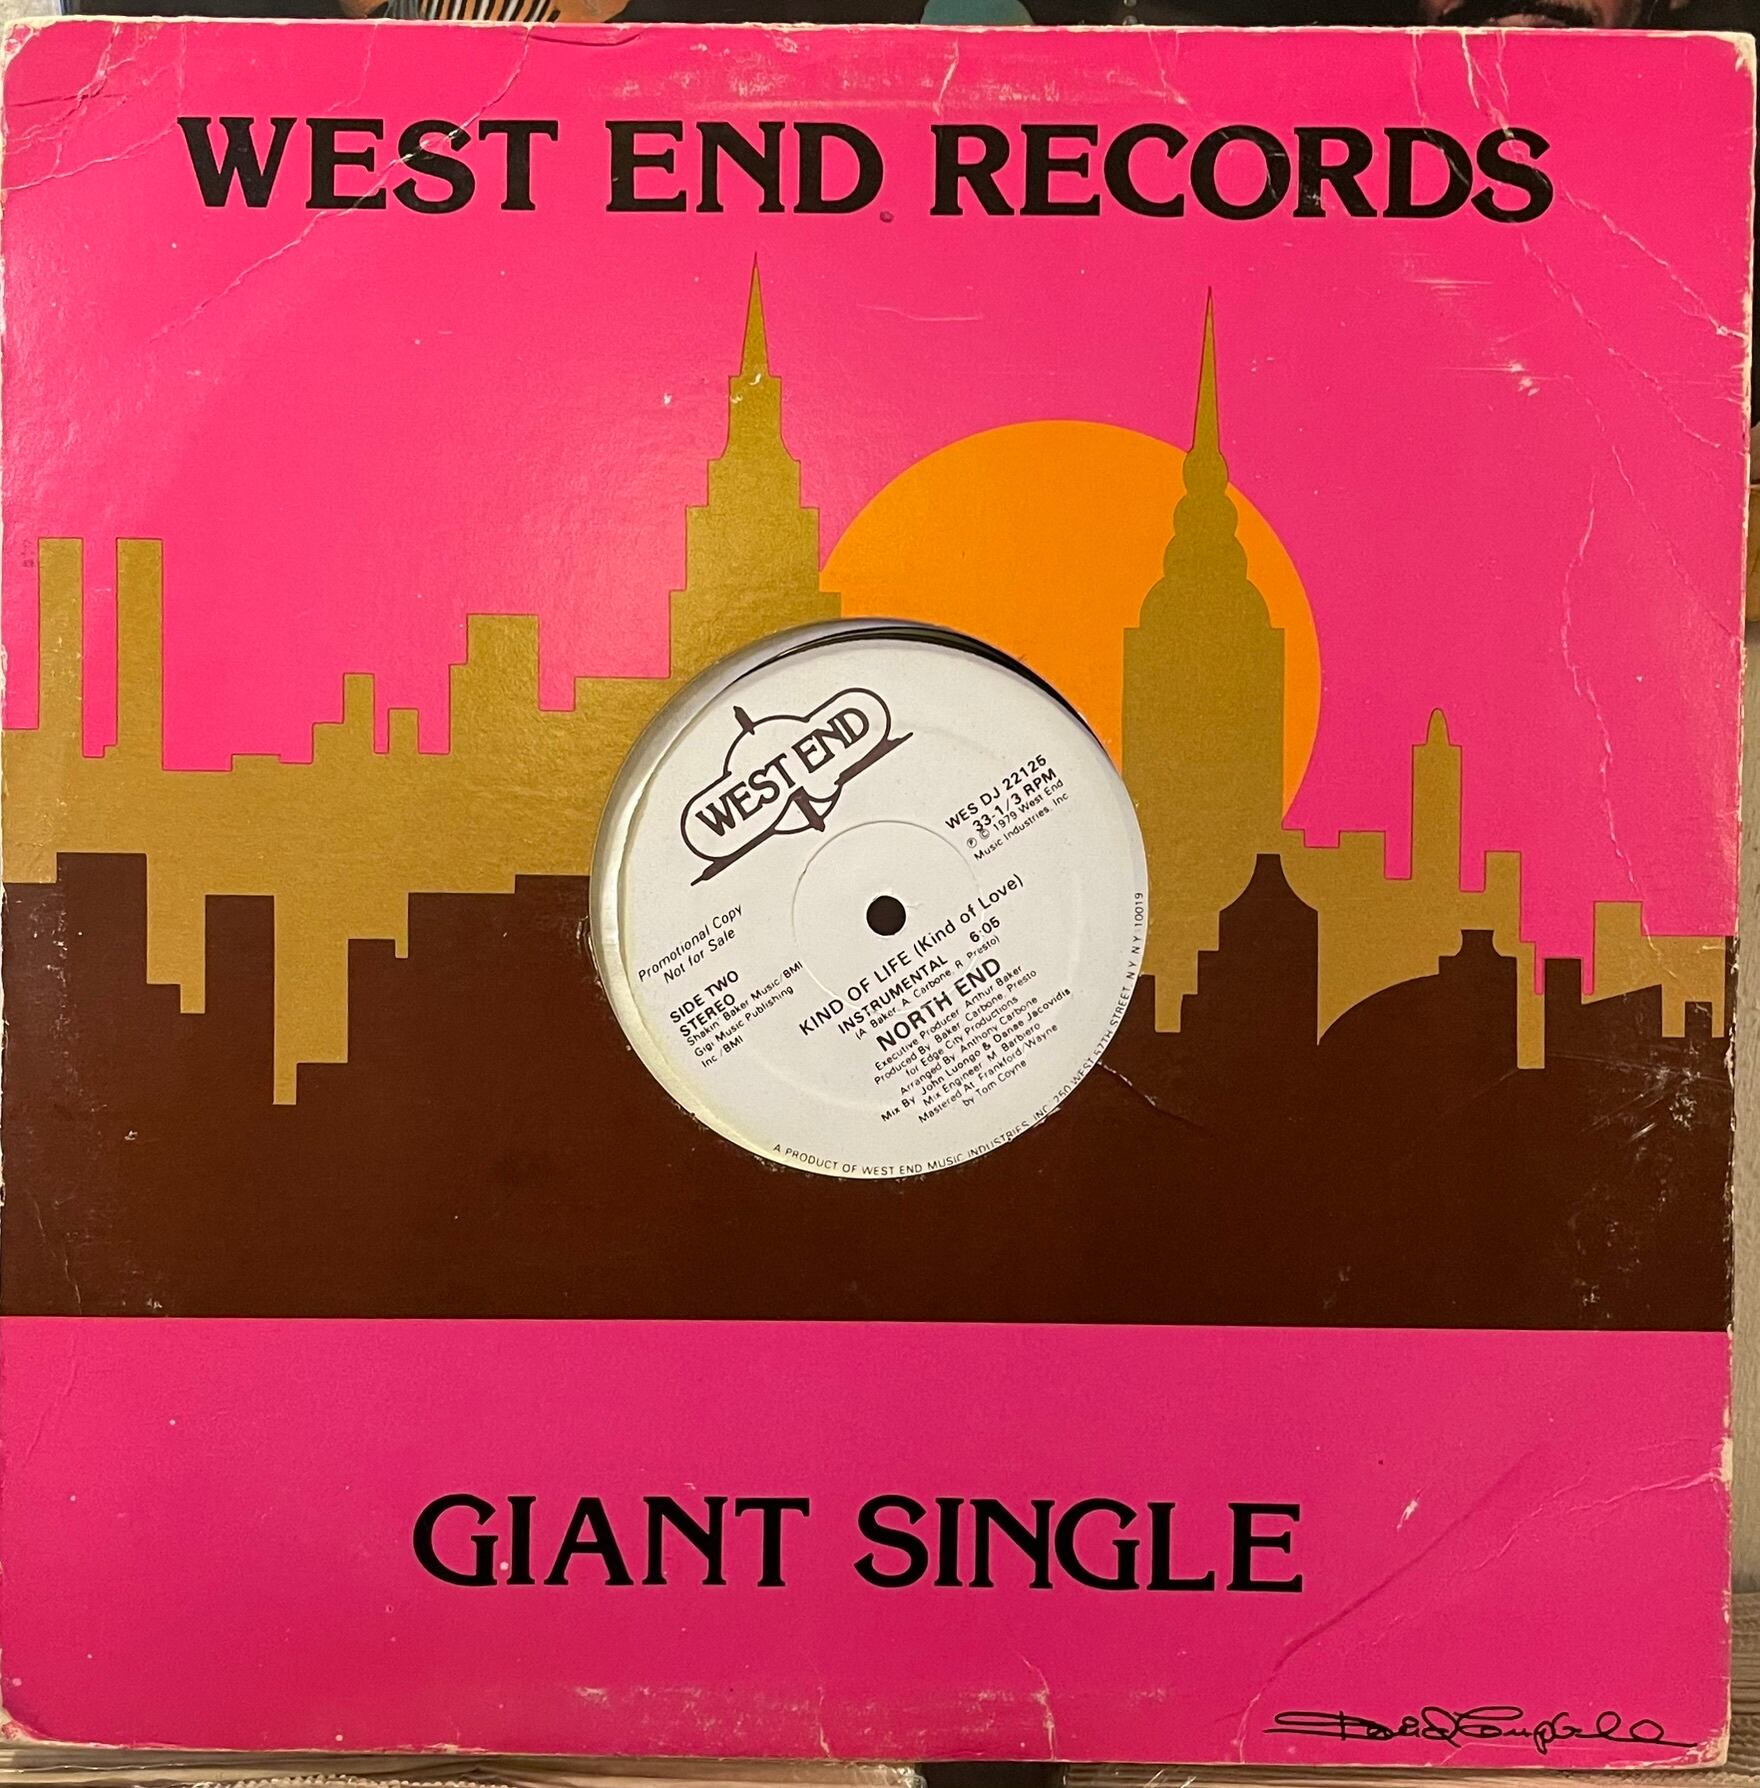 WEST END RECORDS
WEST END
WES DJ 22125
33-1/3 RPM
Ⓟ © 1979 West End
Music Industries, Inc
Promotional Copy
Not for Sale
SIDE TWO
STEREO
Shakin' Baker Music/BMI
Gigi Music Publishing
Inc /BMI
KIND OF LIFE (Kind of Love)
INSTRUMENTAL 6:05
(A Baker, A Carbone, R Presto)
NORTH END
Executive Producer Arthur Baker
Produced By Baker, Carbone, Presto
for Edge City Productions
Arranged By Anthony Carbone
Mix By John Luongo & Danae Jacovidis
Mix Engineer M. Barbiero
Mastered At Frankford/Wayne
by Tom Coyne
A PRODUCT OF WEST END MUSIC INDUSTRIES, INC. 250 WEST 57TH STREET, N Y N Y 10019
GIANT SINGLE
David Campbell